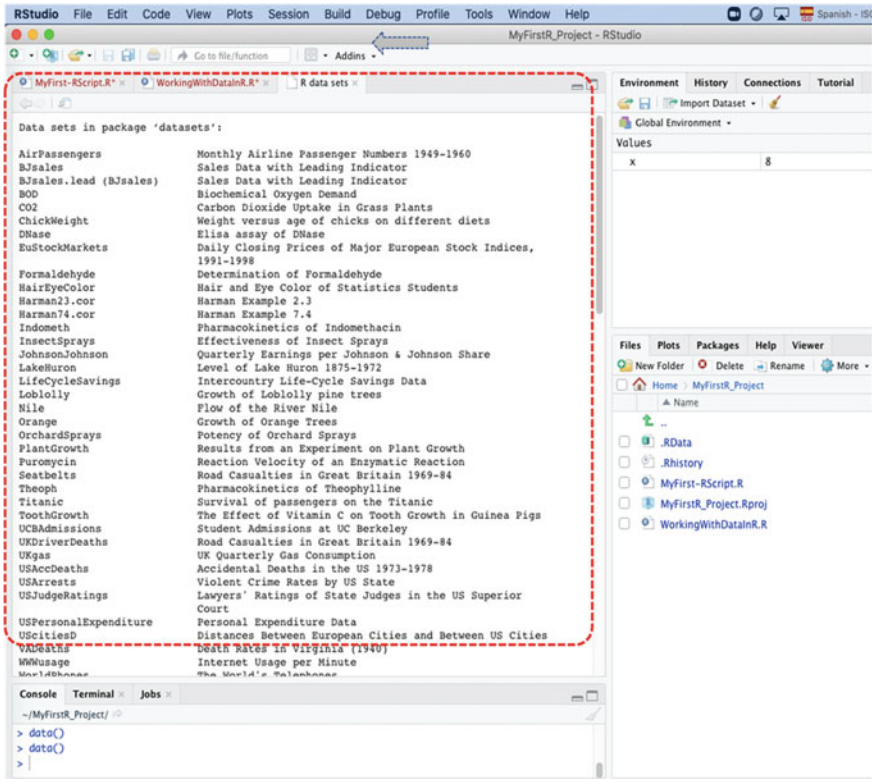 RStudio File Edit Code View Plots Session Build Debug Profile Tools Window Help Spanish - ISO
MyFirstR_Project - RStudio
Go to file/function Addins
MyFirst-RScript.R* WorkingWithDataInR.R* R data sets
Data sets in package 'datasets':
AirPassengers Monthly Airline Passenger Numbers 1949-1960
BJsales Sales Data with Leading Indicator
BJsales.lead (BJsales) Sales Data with Leading Indicator
BOD Biochemical Oxygen Demand
CO2 Carbon Dioxide Uptake in Grass Plants
ChickWeight Weight versus age of chicks on different diets
DNase Elisa assay of DNase
EuStockMarkets Daily Closing Prices of Major European Stock Indices,
1991-1998
Formaldehyde Determination of Formaldehyde
HairEyeColor Hair and Eye Color of Statistics Students
Harman23.cor Harman Example 2.3
Harman74.cor Harman Example 7.4
Indometh Pharmacokinetics of Indomethacin
InsectSprays Effectiveness of Insect Sprays
JohnsonJohnson Quarterly Earnings per Johnson & Johnson Share
LakeHuron Level of Lake Huron 1875-1972
LifeCycleSavings Intercountry Life-Cycle Savings Data
Loblolly Growth of Loblolly pine trees
Nile Flow of the River Nile
Orange Growth of Orange Trees
OrchardSprays Potency of Orchard Sprays
PlantGrowth Results from an Experiment on Plant Growth
Puromycin Reaction Velocity of an Enzymatic Reaction
Seatbelts Road Casualties in Great Britain 1969-84
Theoph Pharmacokinetics of Theophylline
Titanic Survival of passengers on the Titanic
ToothGrowth The Effect of Vitamin C on Tooth Growth in Guinea Pigs
UCBAdmissions Student Admissions at UC Berkeley
UKDriverDeaths Road Casualties in Great Britain 1969-84
UKgas UK Quarterly Gas Consumption
USAccDeaths Accidental Deaths in the US 1973-1978
USArrests Violent Crime Rates by US State
USJudgeRatings Lawyers' Ratings of State Judges in the US Superior
Court
USPersonalExpenditure Personal Expenditure Data
UScitiesD Distances Between European Cities and Between US Cities
VADeaths Death Rates in Virginia (1940)
WWWusage Internet Usage per Minute
WorldPhones The World's Telephones
Console Terminal Jobs
~/MyFirstR_Project/
> data()
> data()
>
Environment History Connections Tutorial
Import Dataset
Global Environment
Values
x 8
Files Plots Packages Help Viewer
New Folder Delete Rename More
Home MyFirstR_Project
Name
..
.RData
.Rhistory
MyFirst-RScript.R
MyFirstR_Project.Rproj
WorkingWithDataInR.R